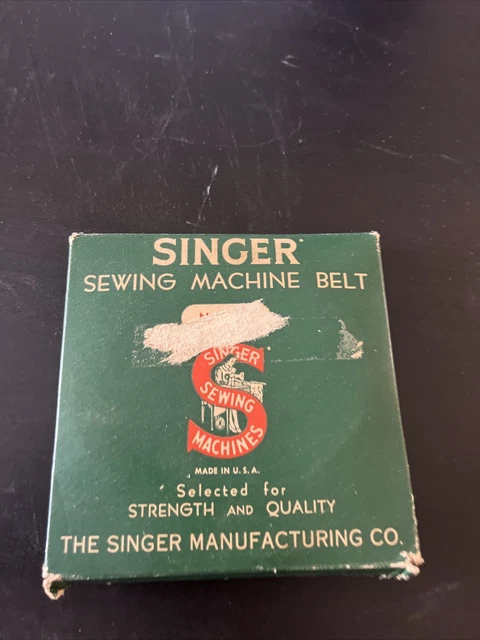 SINGER
SEWING MACHINE BELT
SINGER
SEWING
MACHINES
MADE IN U.S.A.
Selected for
STRENGTH AND QUALITY
THE SINGER MANUFACTURING CO.